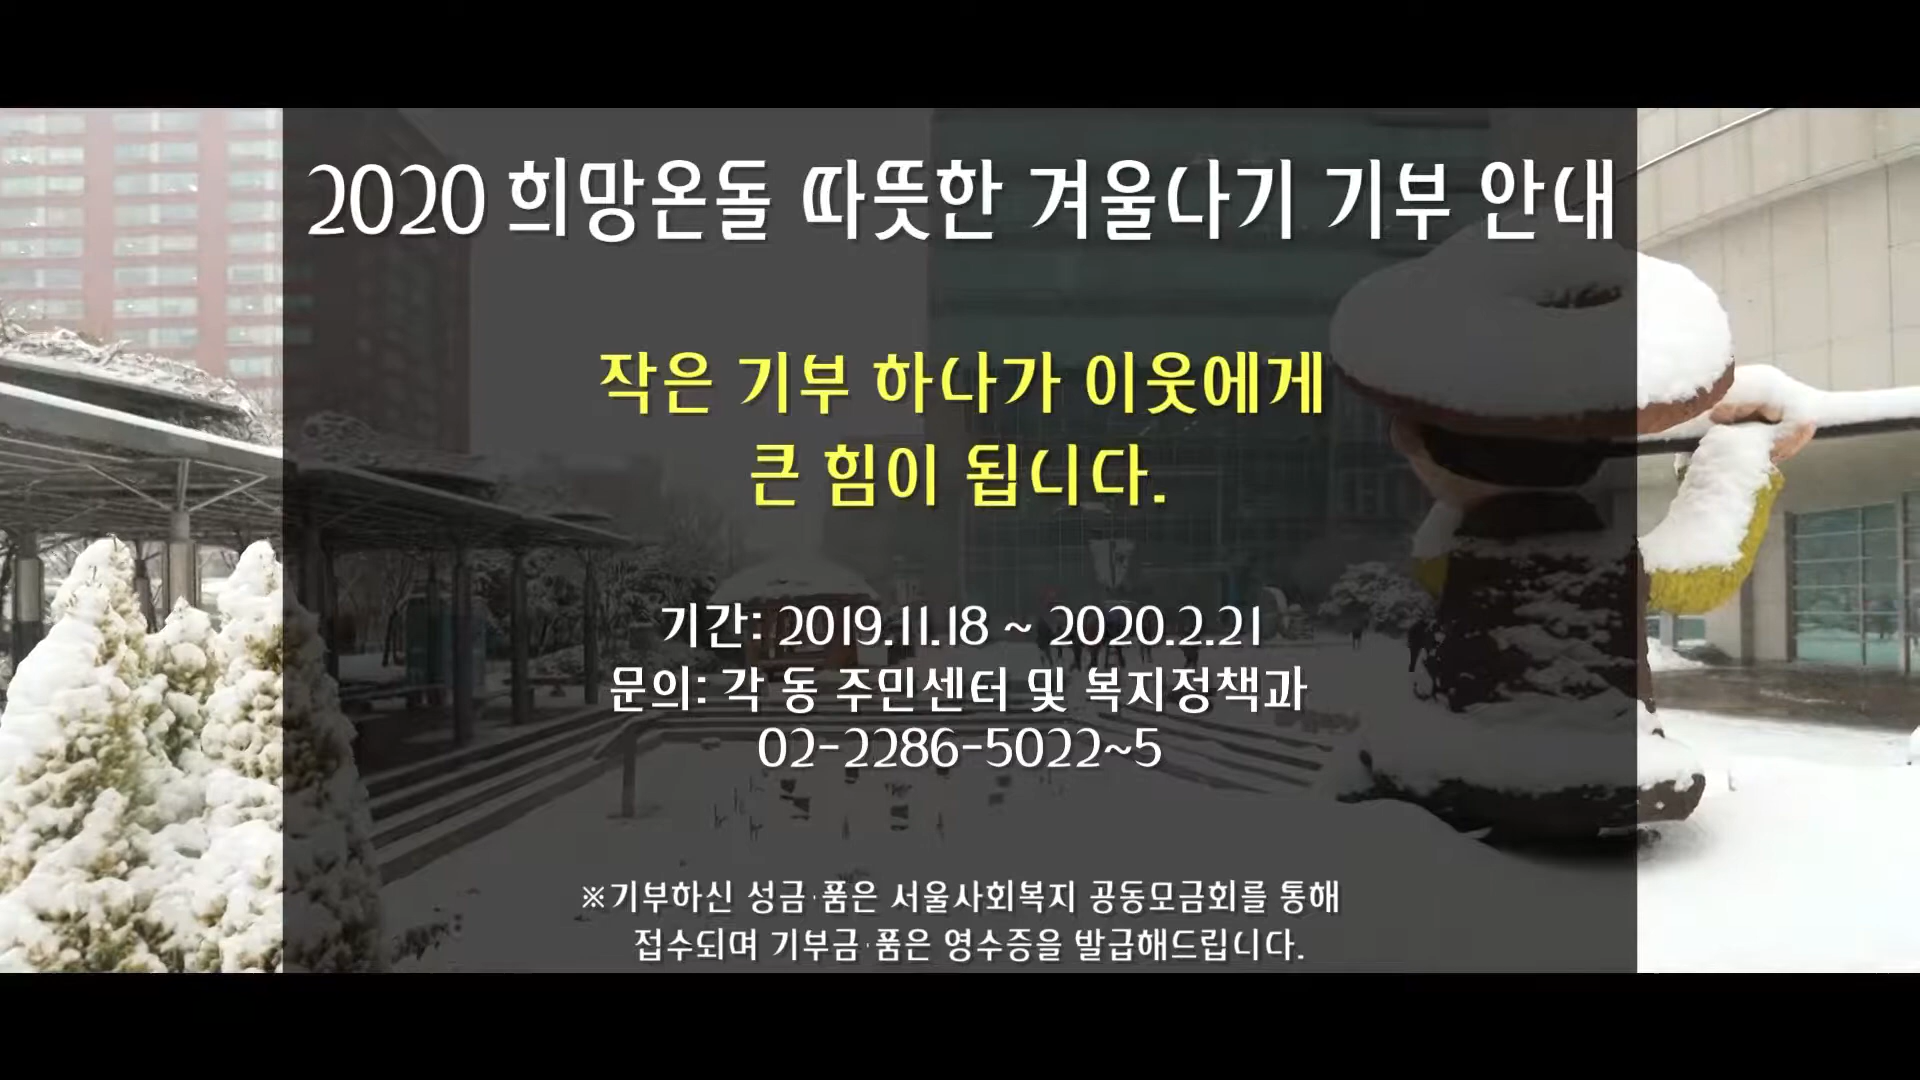 2020 희망온돌 따뜻한 겨울나기 기부 안내
작은 기부 하나가 이웃에게
큰 힘이 됩니다.
기간: 2019.11.18 ~ 2020.2.21
문의: 각 동 주민센터 및 복지정책과
02-2286-5022~5
※기부하신 성금·품은 서울사회복지 공동모금회를 통해
접수되며 기부금·품은 영수증을 발급해드립니다.